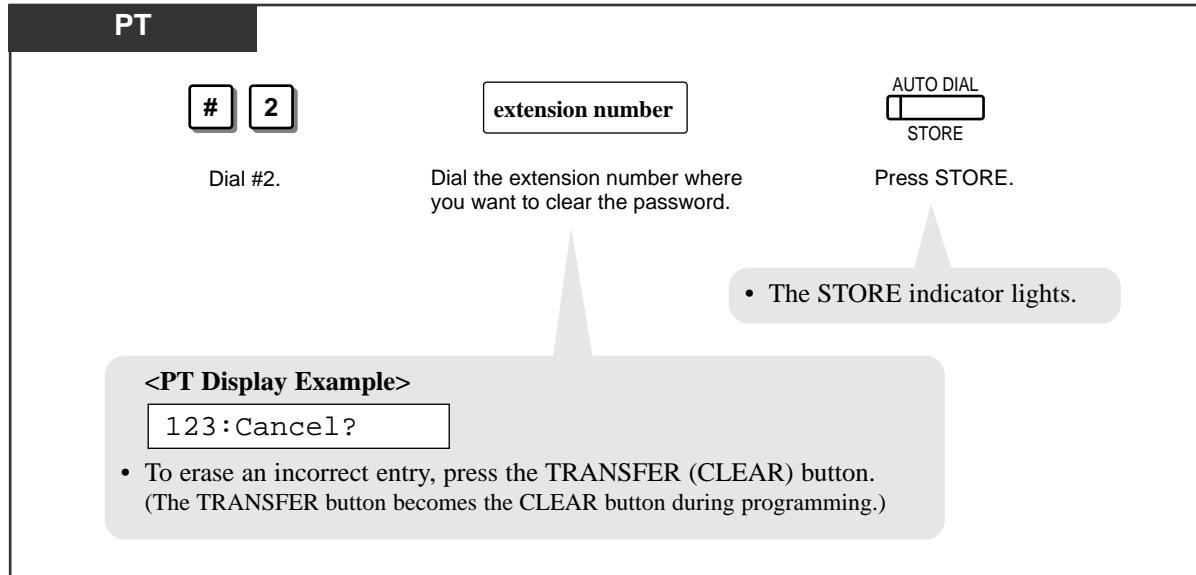 PT
# 2
extension number
AUTO DIAL
STORE
Dial #2.
Dial the extension number where
you want to clear the password.
Press STORE.
• The STORE indicator lights.
<PT Display Example>
123:Cancel?
• To erase an incorrect entry, press the TRANSFER (CLEAR) button.
(The TRANSFER button becomes the CLEAR button during programming.)